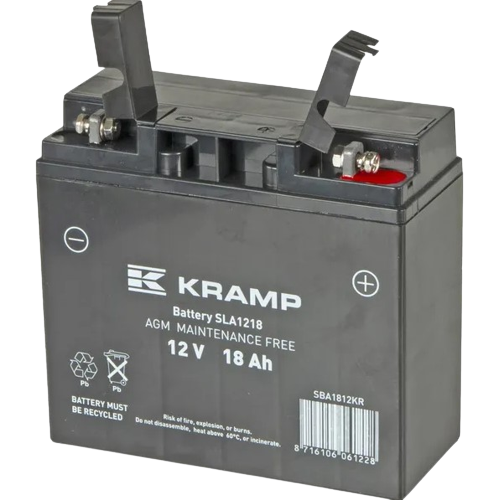 KRAMP
Battery SLA1218
AGM MAINTENANCE FREE
12 V 18 Ah
Pb
Pb
BATTERY MUST
BE RECYCLED
Risk of fire, explosion, or burns.
Do not disassemble, heat above 60°C, or incinerate.
SBA1812KR
8 716106 061228